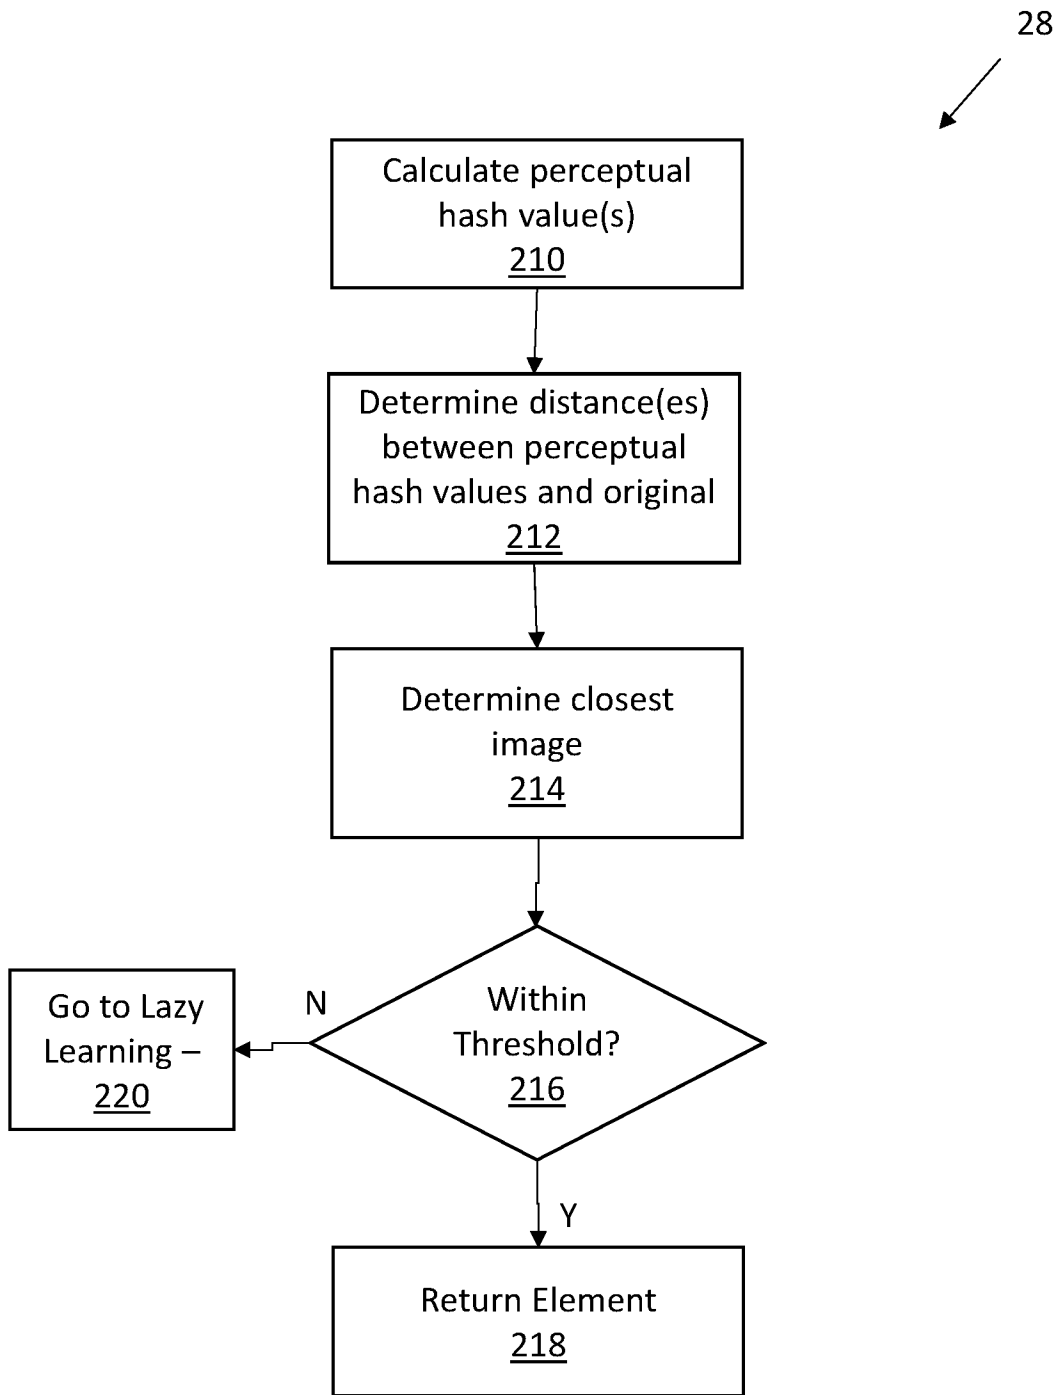 28
Calculate perceptual
hash value(s)
210
Determine distance(es)
between perceptual
hash values and original
212
Determine closest
image
214
Within
Threshold?
216
N
Go to Lazy
Learning –
220
Y
Return Element
218